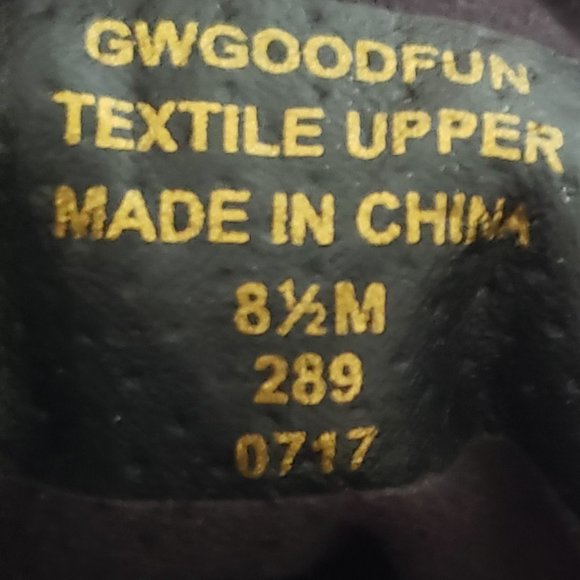 GWGOODFUN
TEXTILE UPPER
MADE IN CHINA
8½M
289
0717